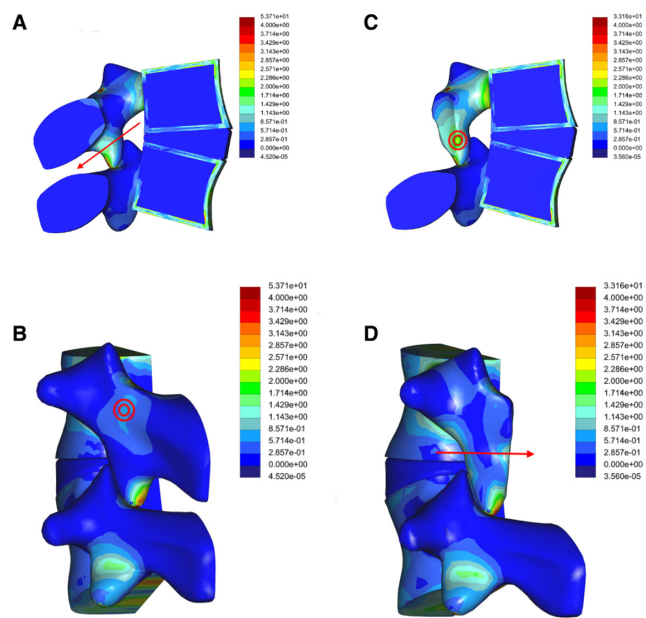 A
5.371e+01
4.000e+00
3.714e+00
3.429e+00
3.143e+00
2.857e+00
2.571e+00
2.286e+00
2.000e+00
1.714e+00
1.429e+00
1.143e+00
8.571e-01
5.714e-01
2.857e-01
0.000e+00
4.520e-05
C
3.316e+01
4.000e+00
3.714e+00
3.429e+00
3.143e+00
2.857e+00
2.571e+00
2.286e+00
2.000e+00
1.714e+00
1.429e+00
1.143e+00
8.571e-01
5.714e-01
2.857e-01
0.000e+00
3.560e-05
B
5.371e+01
4.000e+00
3.714e+00
3.429e+00
3.143e+00
2.857e+00
2.571e+00
2.286e+00
2.000e+00
1.714e+00
1.429e+00
1.143e+00
8.571e-01
5.714e-01
2.857e-01
0.000e+00
4.520e-05
D
3.316e+01
4.000e+00
3.714e+00
3.429e+00
3.143e+00
2.857e+00
2.571e+00
2.286e+00
2.000e+00
1.714e+00
1.429e+00
1.143e+00
8.571e-01
5.714e-01
2.857e-01
0.000e+00
3.560e-05